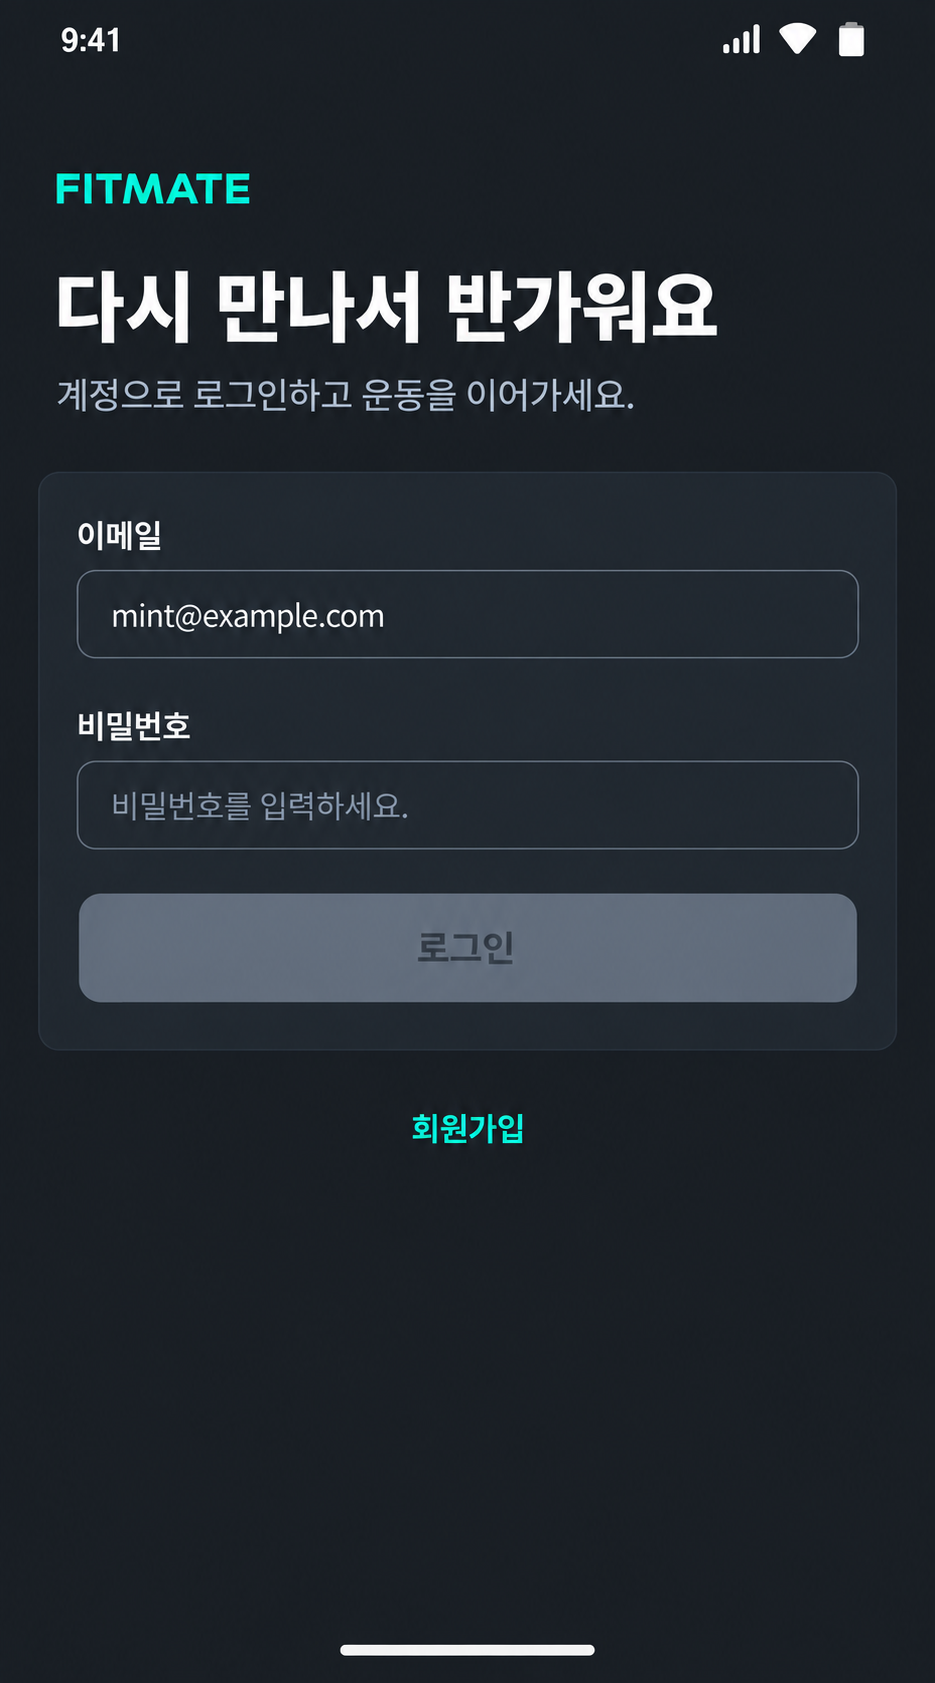 9:41
FITMATE
다시 만나서 반가워요
계정으로 로그인하고 운동을 이어가세요.
이메일
mint@example.com
비밀번호
비밀번호를 입력하세요.
로그인
회원가입